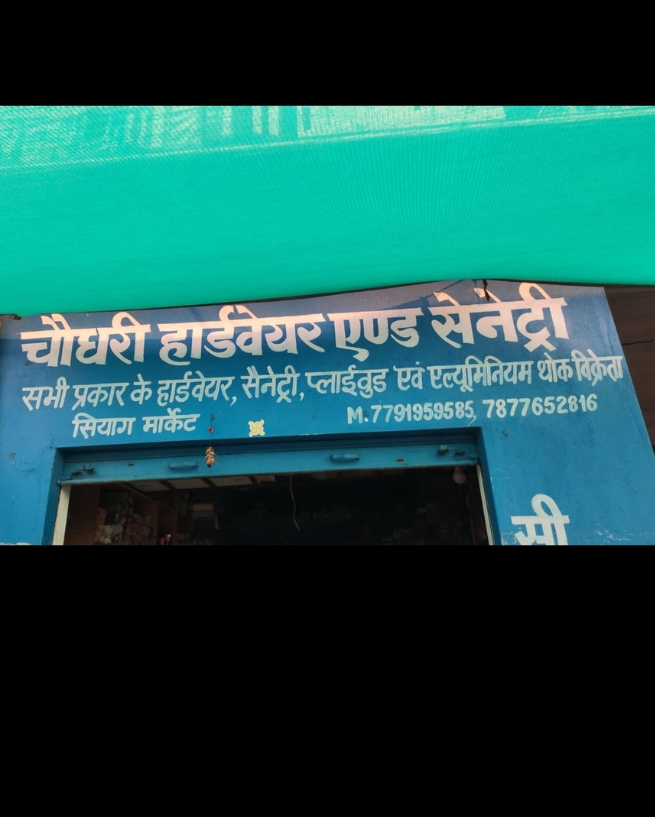 चौधरी हार्डवेयर एण्ड सेनेट्री
सभी प्रकार के हार्डवेयर, सैनेट्री, प्लाईवुड एवं एल्यूमिनियम थोक विक्रेता
सियाग मार्केट M.7791959585, 7877652816
सी